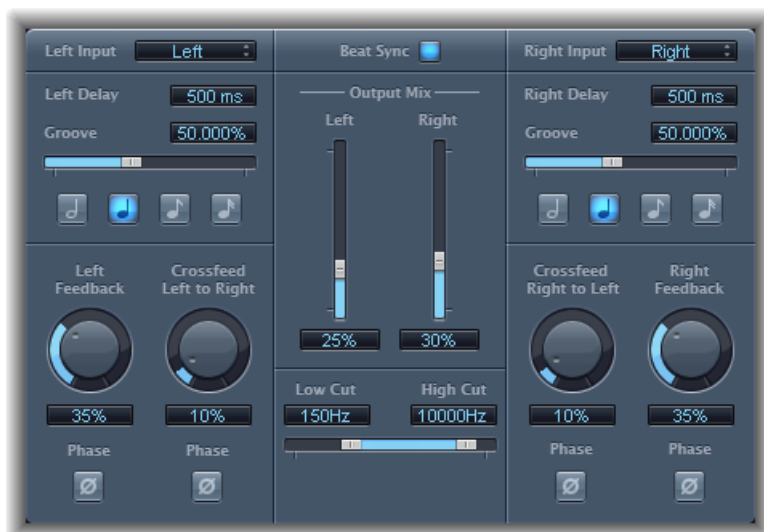 Left Input Left
Beat Sync
Right Input Right
Left Delay 500 ms
Groove 50.000%
Output Mix
Left Right
25% 30%
Right Delay 500 ms
Groove 50.000%
Left
Feedback
35%
Phase
Ø
Crossfeed
Left to Right
10%
Phase
Ø
Low Cut High Cut
150Hz 10000Hz
Crossfeed
Right to Left
10%
Phase
Ø
Right
Feedback
35%
Phase
Ø